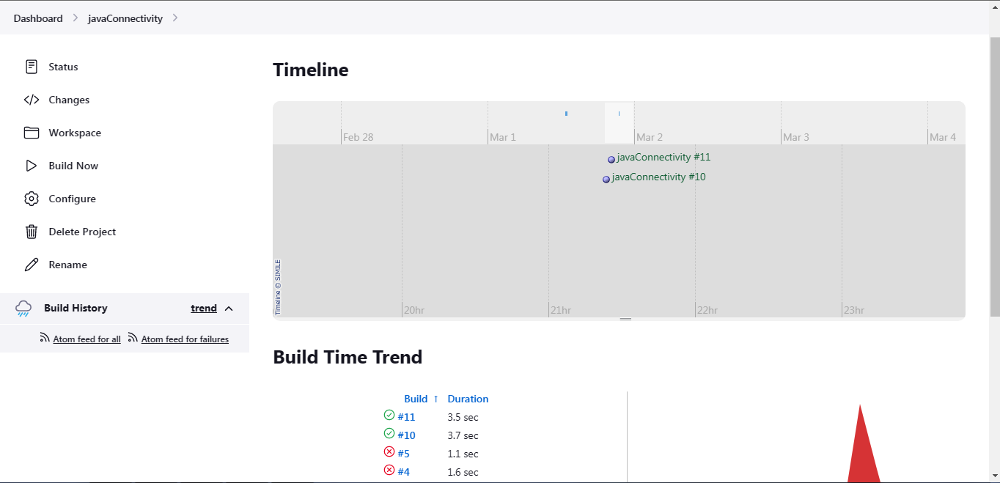 Dashboard > javaConnectivity >
Status
Changes
Workspace
Build Now
Configure
Delete Project
Rename
Build History trend
Atom feed for all Atom feed for failures
Timeline
Feb 28 Mar 1 Mar 2 Mar 3 Mar 4
javaConnectivity #11
javaConnectivity #10
Timeline © SIMILE
20hr 21hr 22hr 23hr
Build Time Trend
Build ↑ Duration
#11 3.5 sec
#10 3.7 sec
#5 1.1 sec
#4 1.6 sec